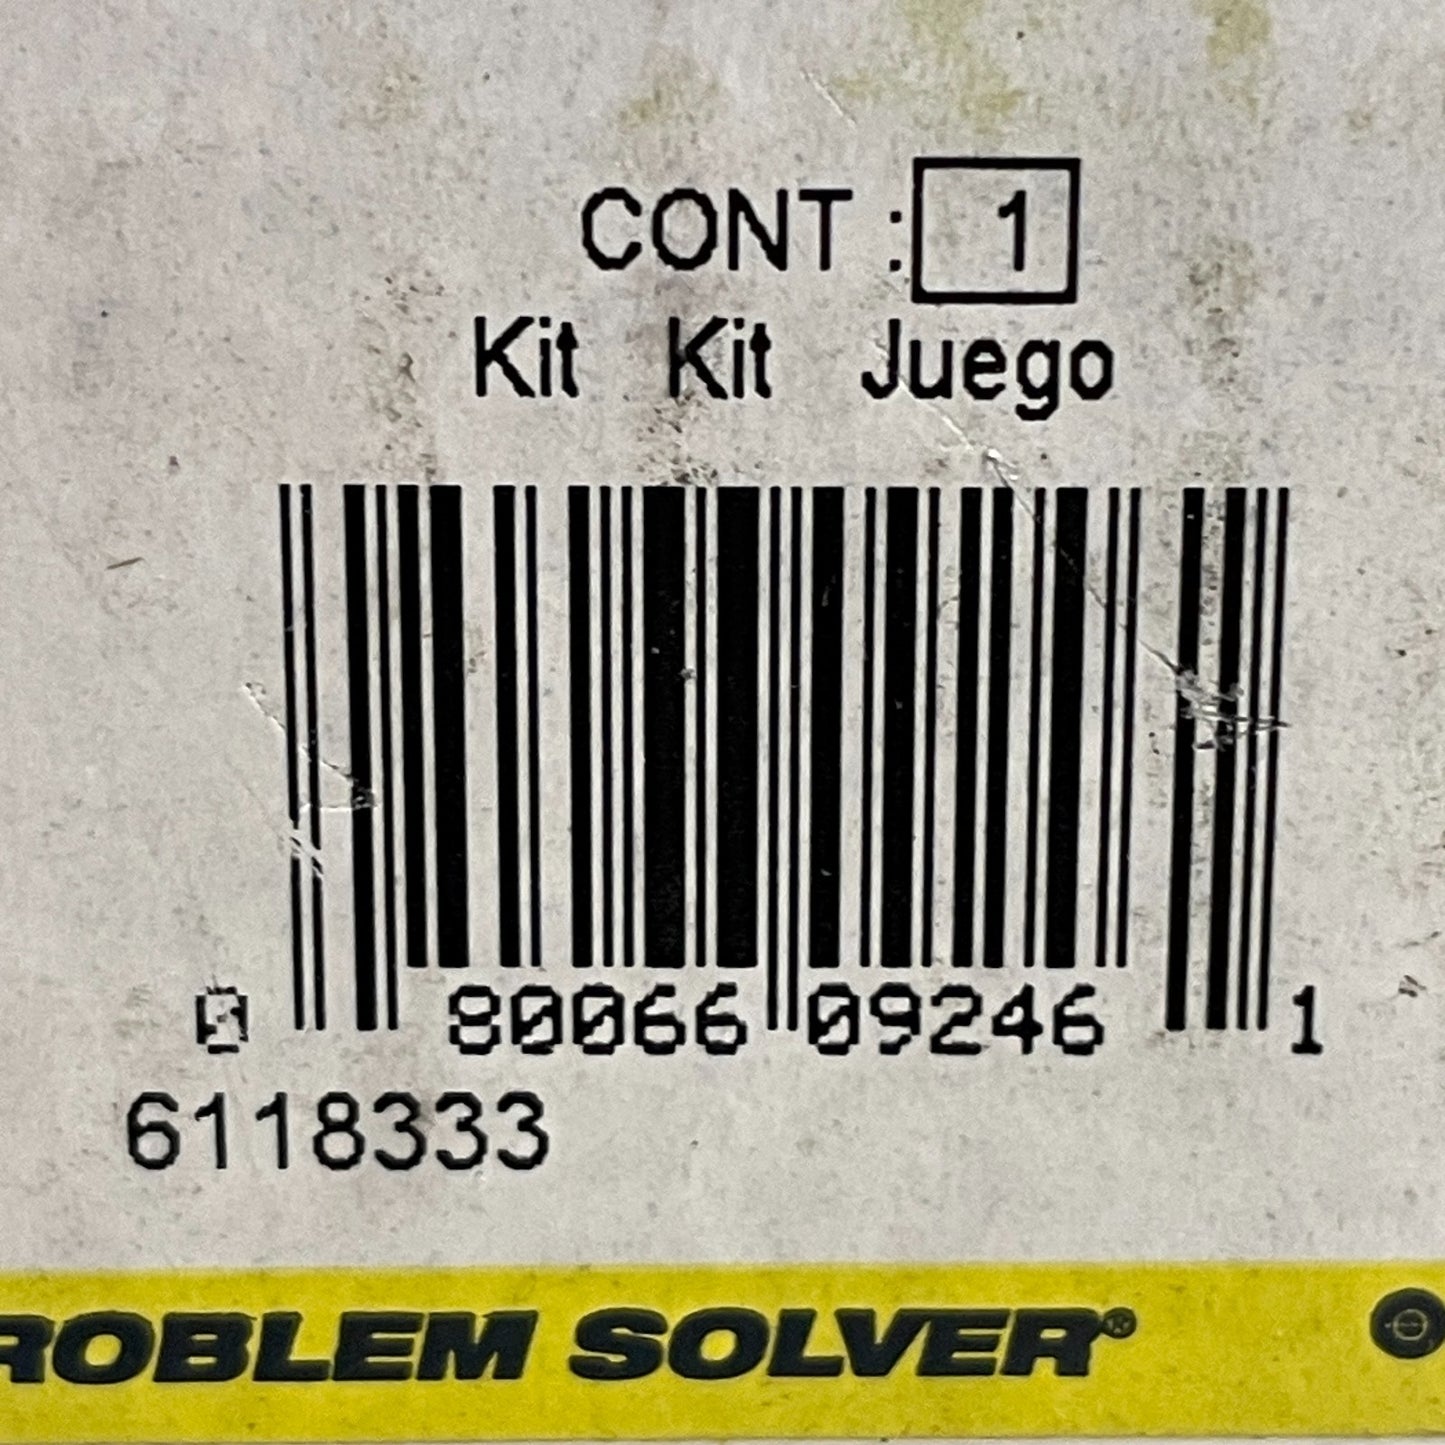 CONT : 1
Kit Kit Juego
0 80066 09246 1
6118333
ROBLEM SOLVER®